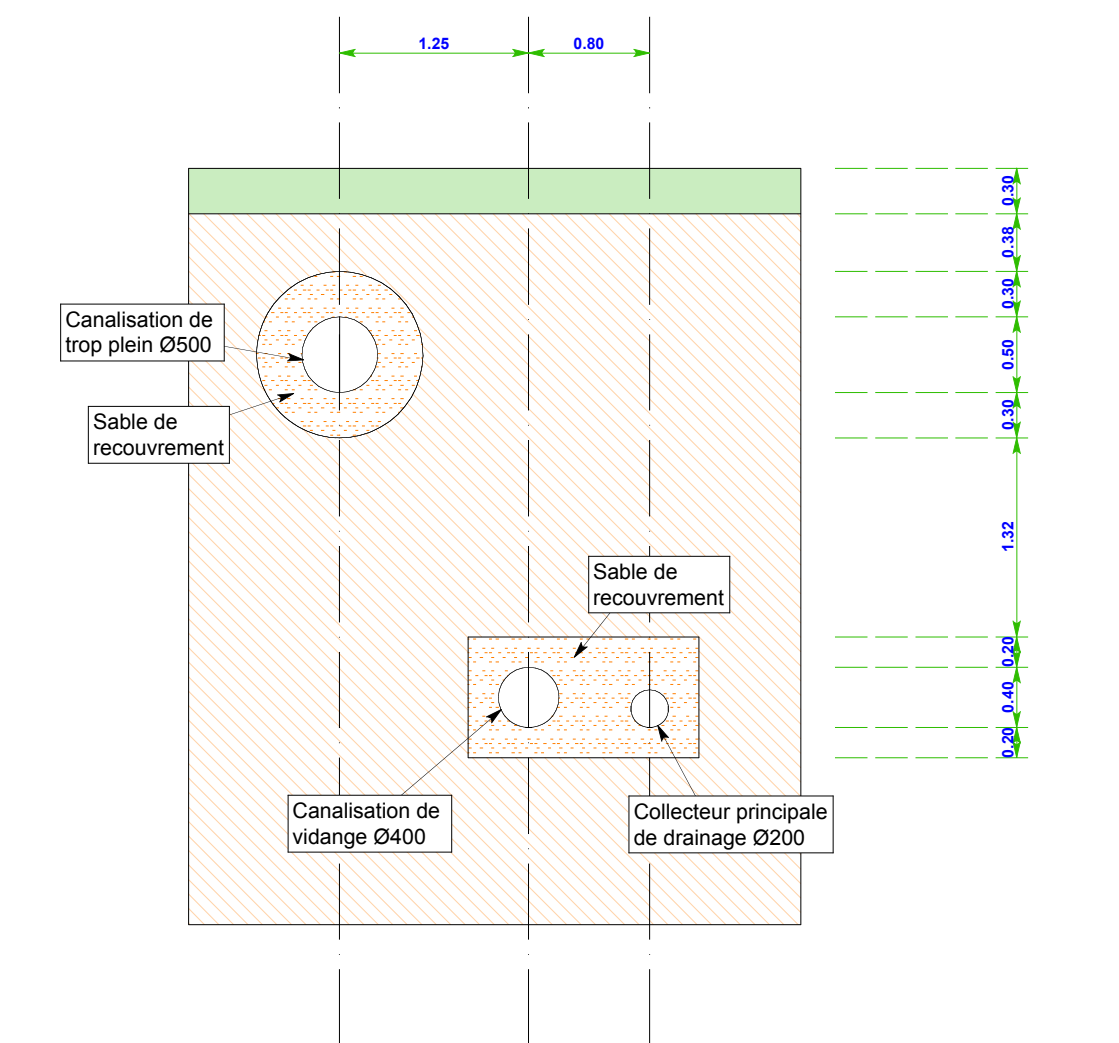 1.25
0.80
0.30
0.38
0.30
0.50
0.30
1.32
0.20
0.40
0.20
Canalisation de
trop plein Ø500
Sable de
recouvrement
Sable de
recouvrement
Canalisation de
vidange Ø400
Collecteur principale
de drainage Ø200